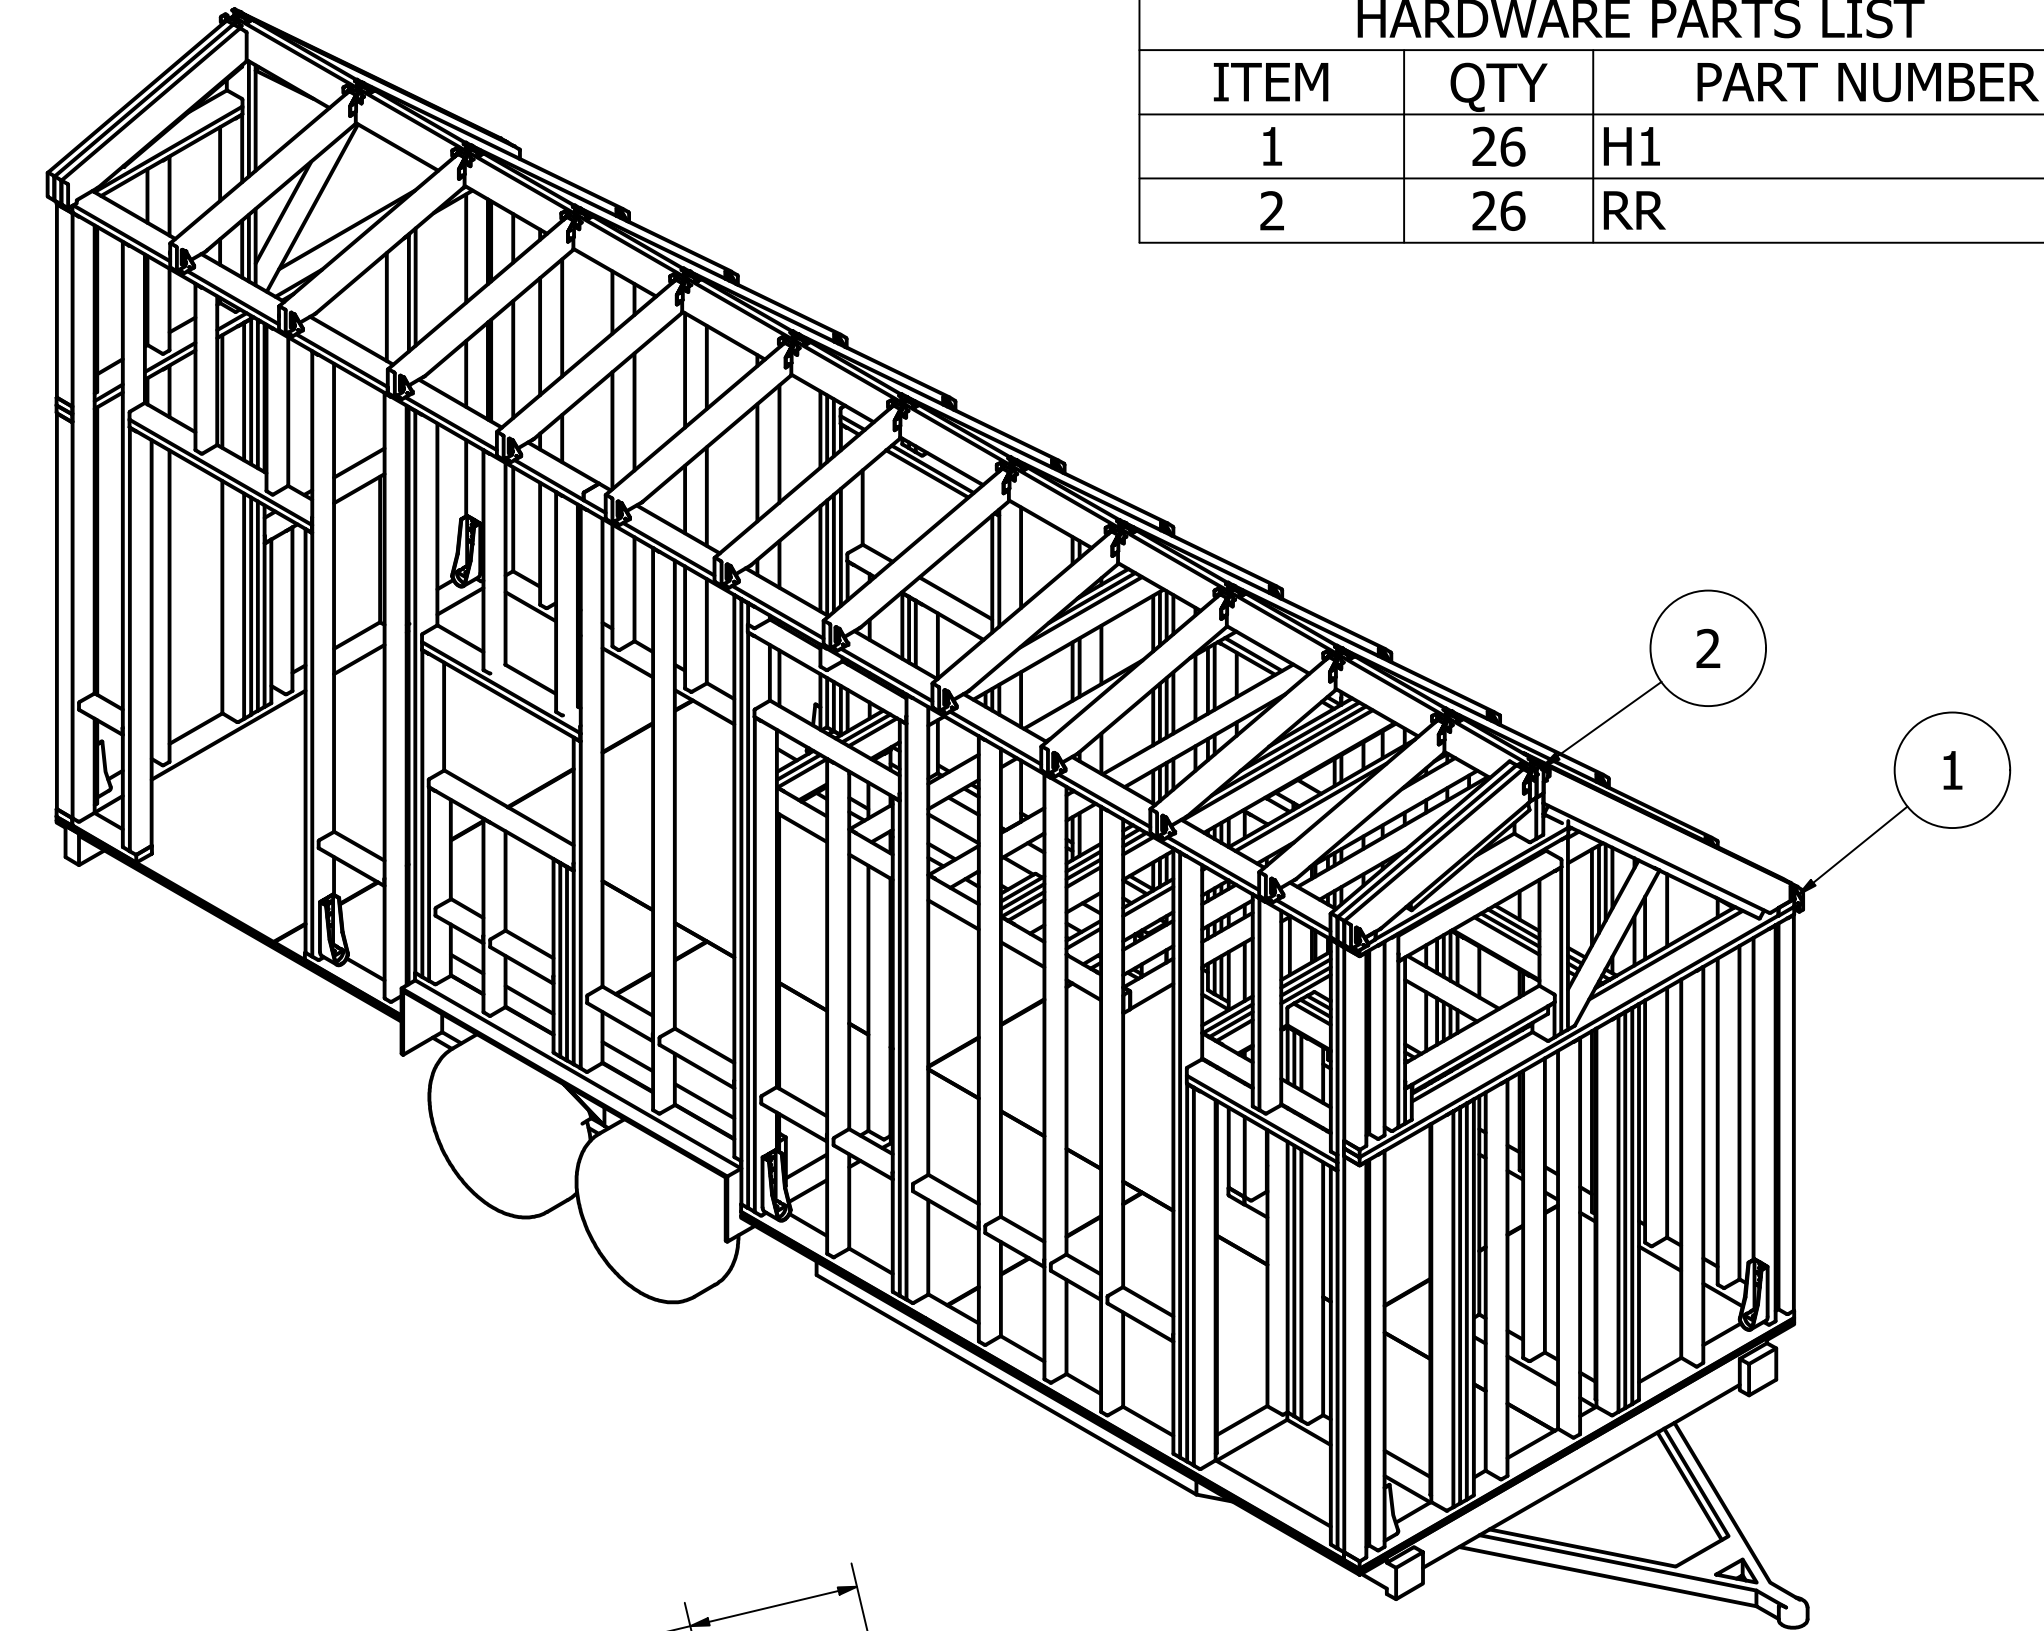 HARDWARE PARTS LIST
ITEM QTY PART NUMBER
1 26 H1
2 26 RR
2
1